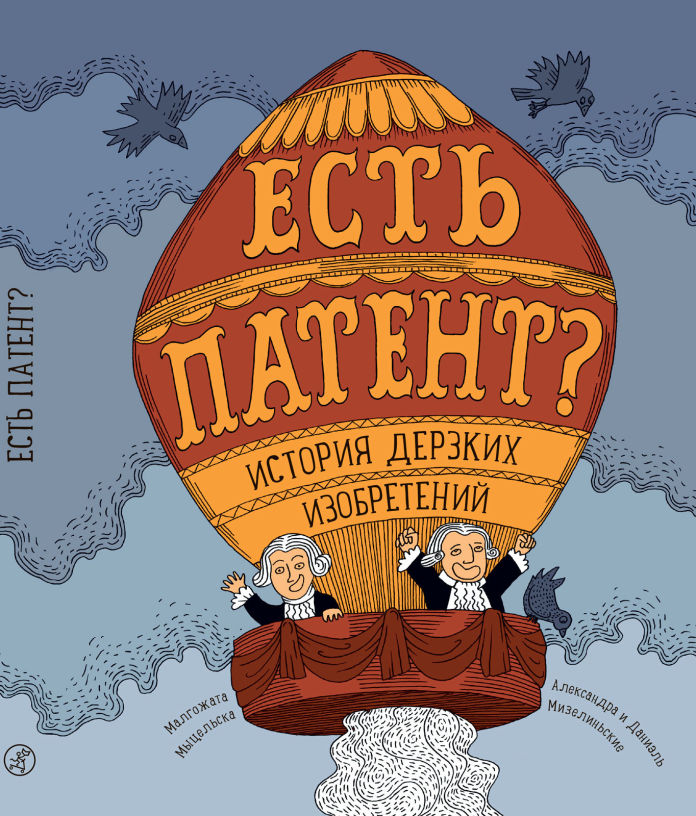 ЕСТЬ
ПАТЕНТ?
ИСТОРИЯ ДЕРЗКИХ
ИЗОБРЕТЕНИЙ
Малгожата
Мыцельска
Александра и Даниэль
Мизелиньские
ЕСТЬ ПАТЕНТ?